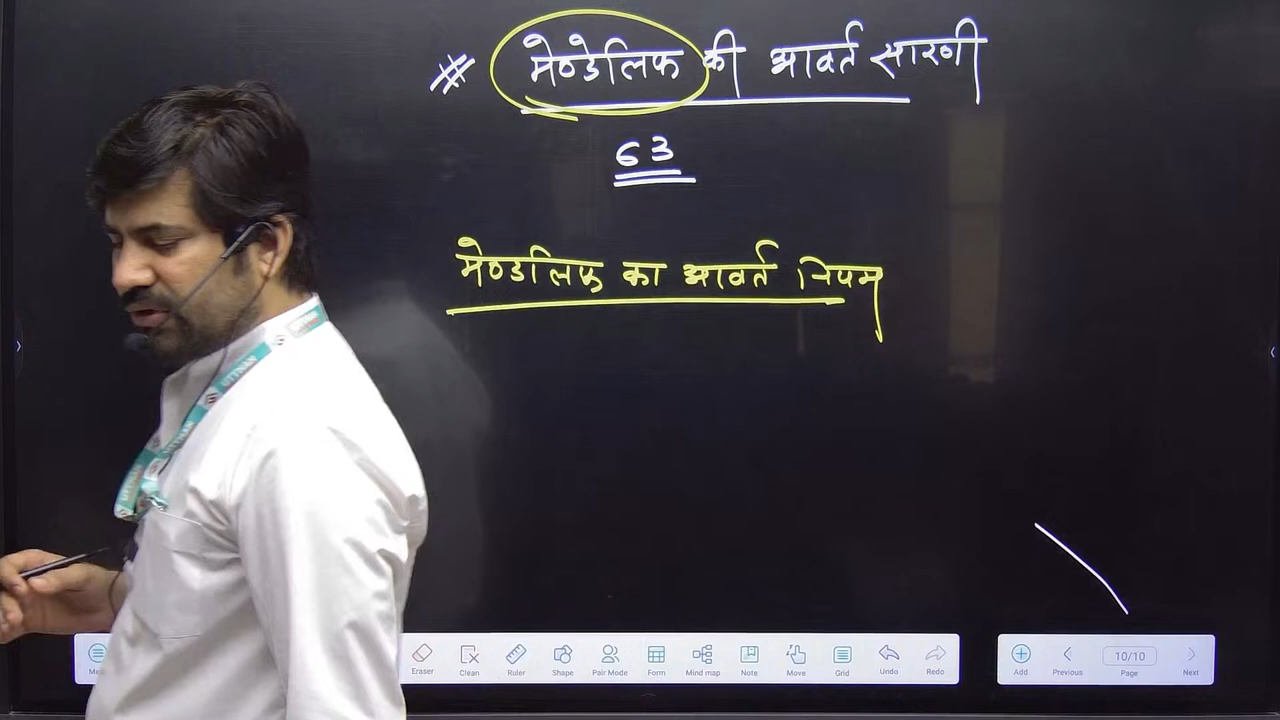 # मेण्डेलिफ की आवर्त सारणी
63
मेण्डलिफ का आवर्त नियम
Eraser Clean Ruler Shape Pair Mode Form Mind map Note Move Grid Undo Redo
Add Previous 10/10 Page Next